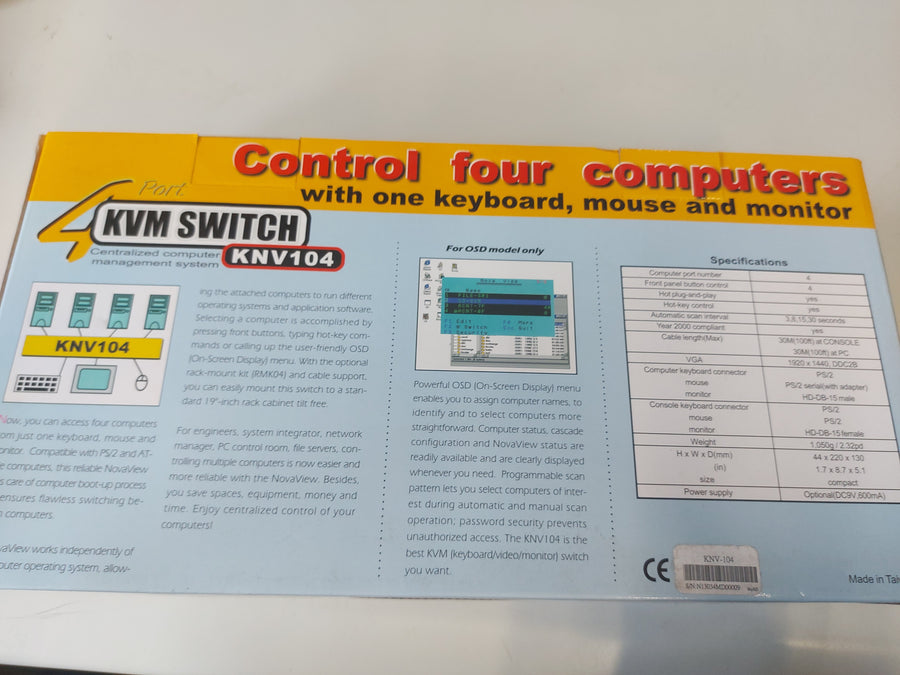 Control four computers
with one keyboard, mouse and monitor
4 Port
KVM SWITCH
Centralized computer
management system
KNV104
KNV104
Now, you can access four computers
just one keyboard, mouse and
Compatible with PS/2 and AT-
computers, this reliable NovaView
care of computer boot-up process
ensures flawless switching be-
computers.
works independently of
operating system, allow-
ing the attached computers to run different
operating systems and application software.
Selecting a computer is accomplished by
pressing front buttons, typing hot-key com-
mands or calling up the user-friendly OSD
(On-Screen Display) menu. With the optional
rack-mount kit (RMK04) and cable support,
you can easily mount this switch to a stan-
dard 19"-inch rack cabinet tilt free.
For engineers, system integrator, network
manager, PC control room, file servers, con-
trolling multiple computers is now easier and
more reliable with the NovaView. Besides,
you save spaces, equipment, money and
time. Enjoy centralized control of your
computers!
For OSD model only
Nova View
Edit
More
Switch
Quit
Security
Powerful OSD (On-Screen Display) menu
enables you to assign computer names, to
identify and to select computers more
straightforward. Computer status, cascade
configuration and NovaView status are
readily available and are clearly displayed
whenever you need. Programmable scan
pattern lets you select computers of inter-
est during automatic and manual scan
operation; password security prevents
unauthorized access. The KNV104 is the
best KVM (keyboard/video/monitor) switch
you want.
Specifications
Computer port number 4
Front panel button control 4
Hot plug-and-play yes
Hot-key control yes
Automatic scan interval 3,8,15,30 seconds
Year 2000 compliant yes
Cable length(Max) 30M(100ft) at CONSOLE
30M(100ft) at PC
VGA 1920 x 1440, DDC2B
Computer keyboard connector PS/2
mouse PS/2 serial(with adapter)
monitor HD-DB-15 male
Console keyboard connector PS/2
mouse PS/2
monitor HD-DB-15 female
Weight 1,050g / 2.32pd
H x W x D(mm) 44 x 220 x 130
(in) 1.7 x 8.7 x 5.1
size compact
Power supply Optional(DC9V, 600mA)
CE
KNV-104
S/N:N13034MD00009
Made in